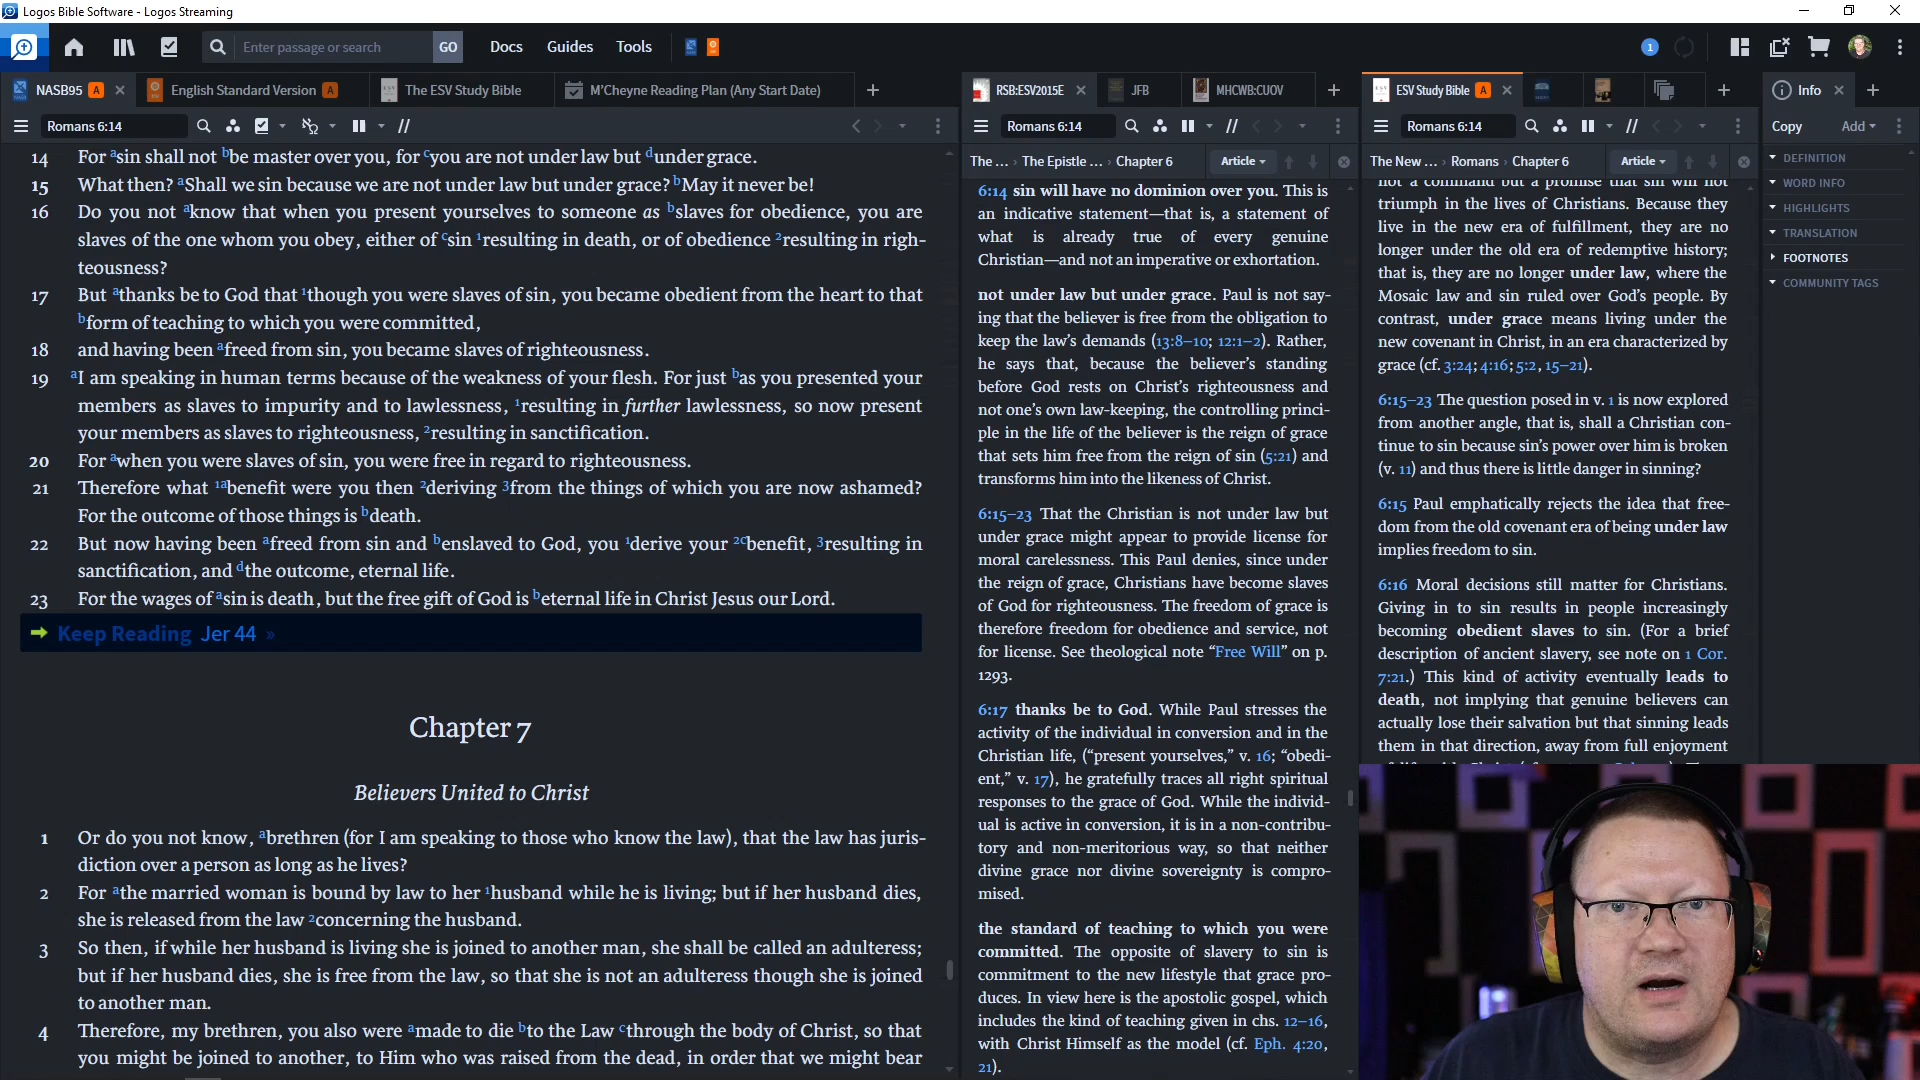 Logos Bible Software - Logos Streaming
Enter passage or search GO Docs Guides Tools 1
NASB95 A English Standard Version A The ESV Study Bible M'Cheyne Reading Plan (Any Start Date)
Romans 6:14 //
14 For ᵃsin shall not ᵇbe master over you, for ᶜyou are not under law but ᵈunder grace.
15 What then? ᵃShall we sin because we are not under law but under grace? ᵇMay it never be!
16 Do you not ᵃknow that when you present yourselves to someone as ᵇslaves for obedience, you are
slaves of the one whom you obey, either of ᶜsin ¹resulting in death, or of obedience ²resulting in righ-
teousness?
17 But ᵃthanks be to God that ¹though you were slaves of sin, you became obedient from the heart to that
ᵇform of teaching to which you were committed,
18 and having been ᵃfreed from sin, you became slaves of righteousness.
19 ᵃI am speaking in human terms because of the weakness of your flesh. For just ᵇas you presented your
members as slaves to impurity and to lawlessness, ¹resulting in further lawlessness, so now present
your members as slaves to righteousness, ²resulting in sanctification.
20 For ᵃwhen you were slaves of sin, you were free in regard to righteousness.
21 Therefore what ¹ᵃbenefit were you then ²deriving ³from the things of which you are now ashamed?
For the outcome of those things is ᵇdeath.
22 But now having been ᵃfreed from sin and ᵇenslaved to God, you ¹derive your ²ᶜbenefit, ³resulting in
sanctification, and ᵈthe outcome, eternal life.
23 For the wages of ᵃsin is death, but the free gift of God is ᵇeternal life in Christ Jesus our Lord.
Keep Reading Jer 44 »
Chapter 7
Believers United to Christ
1 Or do you not know, ᵃbrethren (for I am speaking to those who know the law), that the law has juris-
diction over a person as long as he lives?
2 For ᵃthe married woman is bound by law to her ¹husband while he is living; but if her husband dies,
she is released from the law ²concerning the husband.
3 So then, if while her husband is living she is joined to another man, she shall be called an adulteress;
but if her husband dies, she is free from the law, so that she is not an adulteress though she is joined
to another man.
4 Therefore, my brethren, you also were ᵃmade to die ᵇto the Law ᶜthrough the body of Christ, so that
you might be joined to another, to Him who was raised from the dead, in order that we might bear
RSB:ESV2015E JFB MHCWB:CUOV
Romans 6:14 //
The ... › The Epistle ... › Chapter 6 Article
6:14 sin will have no dominion over you. This is
an indicative statement—that is, a statement of
what is already true of every genuine
Christian—and not an imperative or exhortation.
not under law but under grace. Paul is not say-
ing that the believer is free from the obligation to
keep the law's demands (13:8–10; 12:1–2). Rather,
he says that, because the believer's standing
before God rests on Christ's righteousness and
not one's own law-keeping, the controlling princi-
ple in the life of the believer is the reign of grace
that sets him free from the reign of sin (5:21) and
transforms him into the likeness of Christ.
6:15–23 That the Christian is not under law but
under grace might appear to provide license for
moral carelessness. This Paul denies, since under
the reign of grace, Christians have become slaves
of God for righteousness. The freedom of grace is
therefore freedom for obedience and service, not
for license. See theological note “Free Will” on p.
1293.
6:17 thanks be to God. While Paul stresses the
activity of the individual in conversion and in the
Christian life, (“present yourselves,” v. 16; “obedi-
ent,” v. 17), he gratefully traces all right spiritual
responses to the grace of God. While the individ-
ual is active in conversion, it is in a non-contribu-
tory and non-meritorious way, so that neither
divine grace nor divine sovereignty is compro-
mised.
the standard of teaching to which you were
committed. The opposite of slavery to sin is
commitment to the new lifestyle that grace pro-
duces. In view here is the apostolic gospel, which
includes the kind of teaching given in chs. 12–16,
with Christ Himself as the model (cf. Eph. 4:20,
21).
ESV Study Bible A
Romans 6:14 //
The New ... › Romans › Chapter 6 Article
not a command but a promise that sin will not
triumph in the lives of Christians. Because they
live in the new era of fulfillment, they are no
longer under the old era of redemptive history;
that is, they are no longer under law, where the
Mosaic law and sin ruled over God's people. By
contrast, under grace means living under the
new covenant in Christ, in an era characterized by
grace (cf. 3:24; 4:16; 5:2, 15–21).
6:15–23 The question posed in v. 1 is now explored
from another angle, that is, shall a Christian con-
tinue to sin because sin's power over him is broken
(v. 11) and thus there is little danger in sinning?
6:15 Paul emphatically rejects the idea that free-
dom from the old covenant era of being under law
implies freedom to sin.
6:16 Moral decisions still matter for Christians.
Giving in to sin results in people increasingly
becoming obedient slaves to sin. (For a brief
description of ancient slavery, see note on 1 Cor.
7:21.) This kind of activity eventually leads to
death, not implying that genuine believers can
actually lose their salvation but that sinning leads
them in that direction, away from full enjoyment
Info
Copy Add
DEFINITION
WORD INFO
HIGHLIGHTS
TRANSLATION
FOOTNOTES
COMMUNITY TAGS